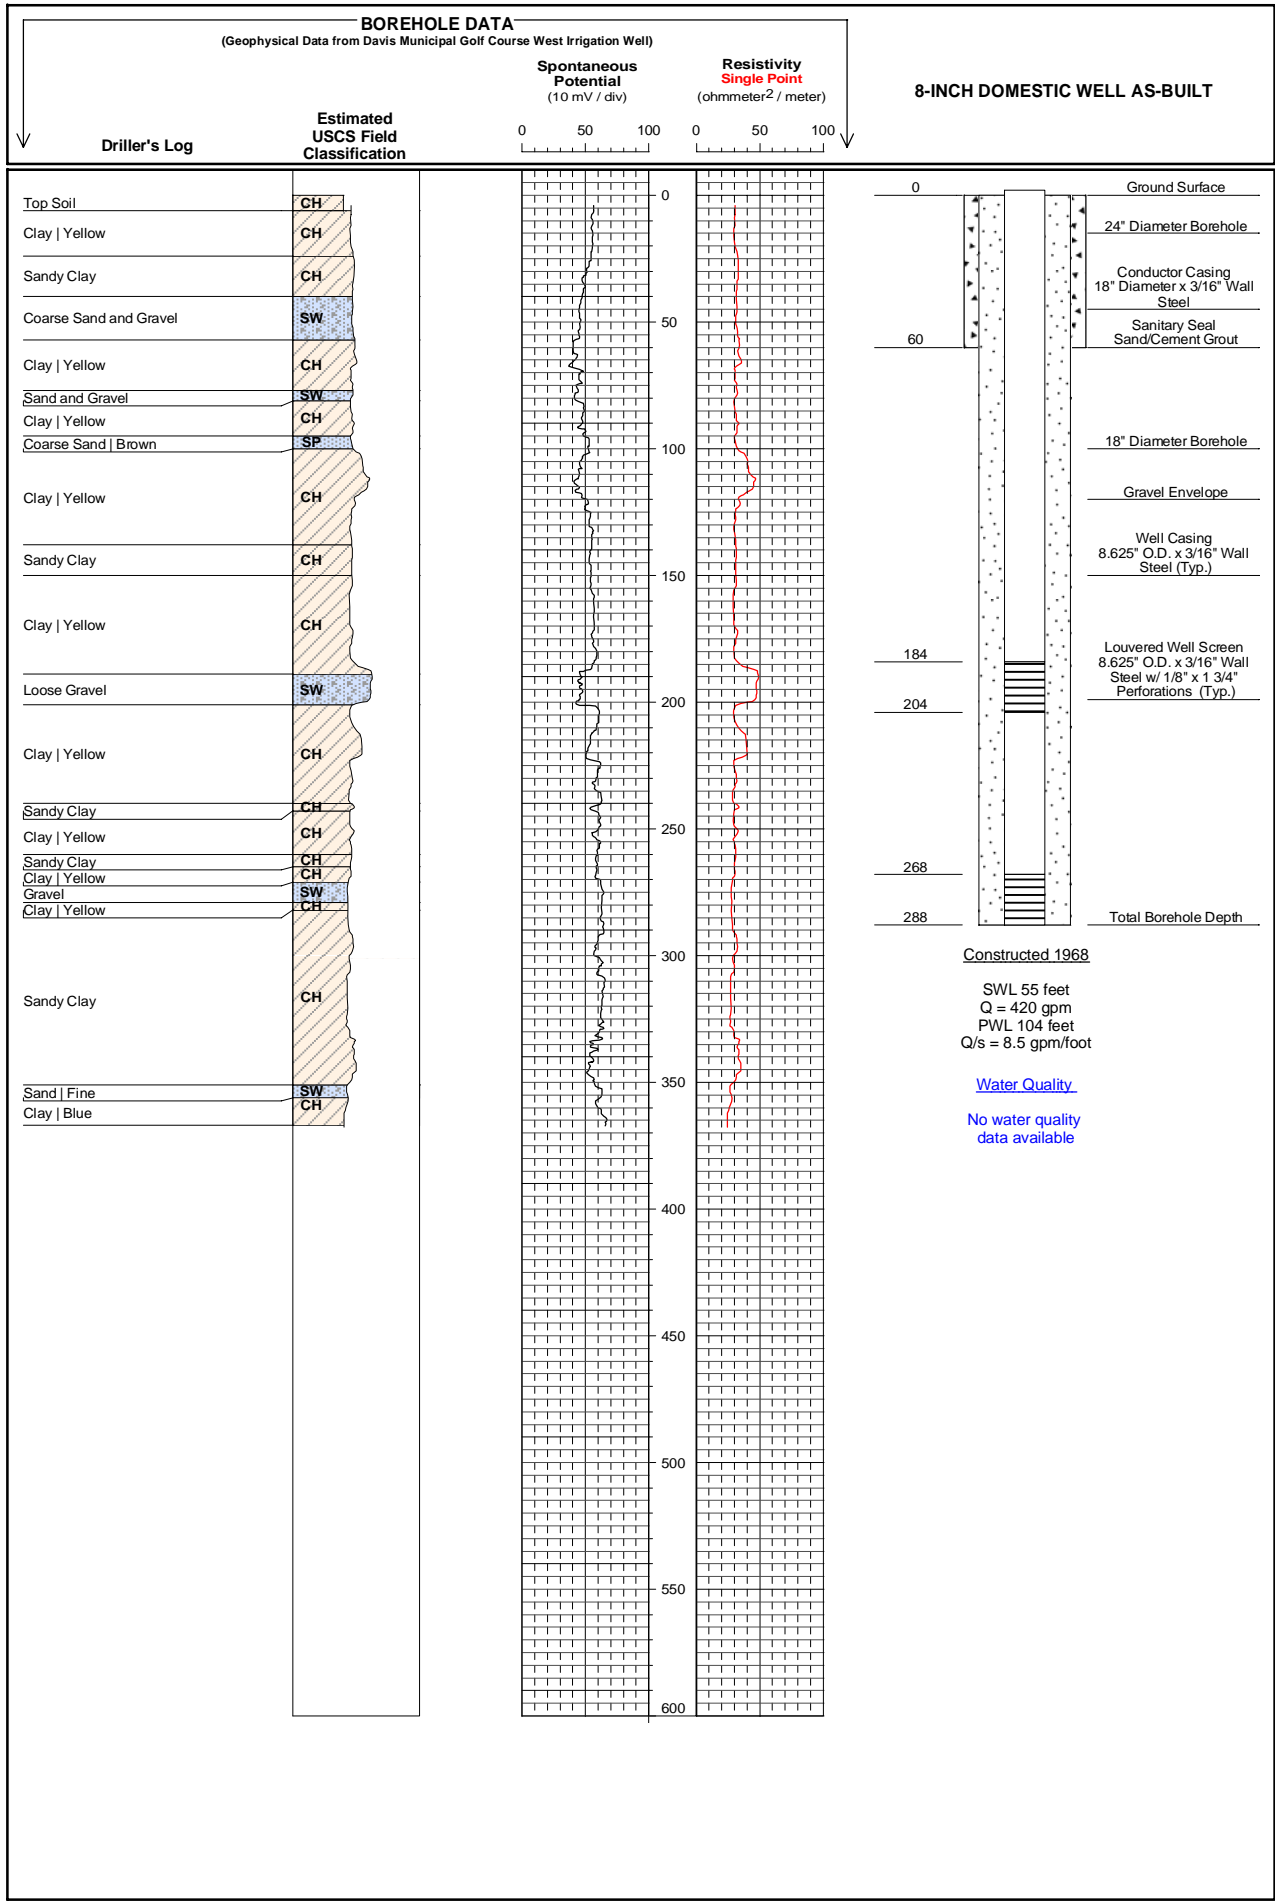 BOREHOLE DATA
(Geophysical Data from Davis Municipal Golf Course West Irrigation Well)
Driller's Log
Estimated
USCS Field
Classification
Spontaneous
Potential
(10 mV / div)
0 50 100
Resistivity
Single Point
(ohmmeter2 / meter)
0 50 100
8-INCH DOMESTIC WELL AS-BUILT
Top Soil CH
Clay | Yellow CH
Sandy Clay CH
Coarse Sand and Gravel SW
Clay | Yellow CH
Sand and Gravel SW
Clay | Yellow CH
Coarse Sand | Brown SP
Clay | Yellow CH
Sandy Clay CH
Clay | Yellow CH
Loose Gravel SW
Clay | Yellow CH
Sandy Clay CH
Clay | Yellow CH
Sandy Clay CH
Clay | Yellow CH
Gravel SW
Clay | Yellow CH
Sandy Clay CH
Sand | Fine SW
Clay | Blue CH
0
50
100
150
200
250
300
350
400
450
500
550
600
0
60
184
204
268
288
Ground Surface
24" Diameter Borehole
Conductor Casing
18" Diameter x 3/16" Wall
Steel
Sanitary Seal
Sand/Cement Grout
18" Diameter Borehole
Gravel Envelope
Well Casing
8.625" O.D. x 3/16" Wall
Steel (Typ.)
Louvered Well Screen
8.625" O.D. x 3/16" Wall
Steel w/ 1/8" x 1 3/4"
Perforations (Typ.)
Total Borehole Depth
Constructed 1968
SWL 55 feet
Q = 420 gpm
PWL 104 feet
Q/s = 8.5 gpm/foot
Water Quality
No water quality
data available